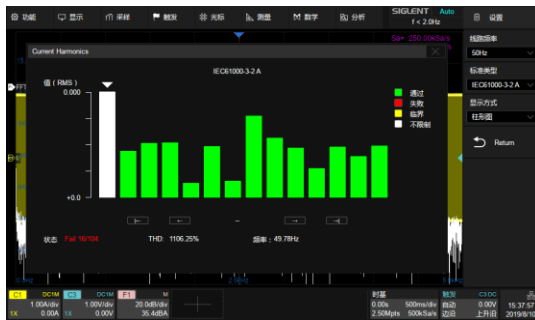 功能 显示 采样 触发 光标 测量 数学 分析 SIGLENT Auto 设置
f < 2.0Hz
Sa= 250.00kSa/s
线路频率
50Hz
标准类型
IEC61000-3-2 A
显示方式
柱形图
Return
Current Harmonics
IEC61000-3-2 A
值 ( RMS )
0.000
+0.0
通过
失败
临界
不限制
FFT
状态 Fail 16/104 THD: 1106.25% 频率: 49.78Hz
C1 DC1M C3 DC1M F1 M 时基 触发 C3 DC
1.00A/div 1.00V/div 20.0dB/div 0.00s 500ms/div 自动 0.00V 15:37:57
1X 0.00A 1X 0.00V 35.4dBA 2.50Mpts 500kSa/s 边沿 上升沿 2019/8/10